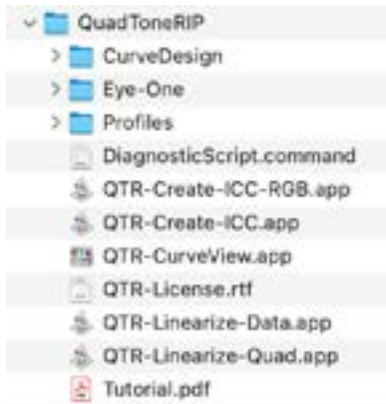 QuadToneRIP
CurveDesign
Eye-One
Profiles
DiagnosticScript.command
QTR-Create-ICC-RGB.app
QTR-Create-ICC.app
QTR-CurveView.app
QTR-License.rtf
QTR-Linearize-Data.app
QTR-Linearize-Quad.app
Tutorial.pdf